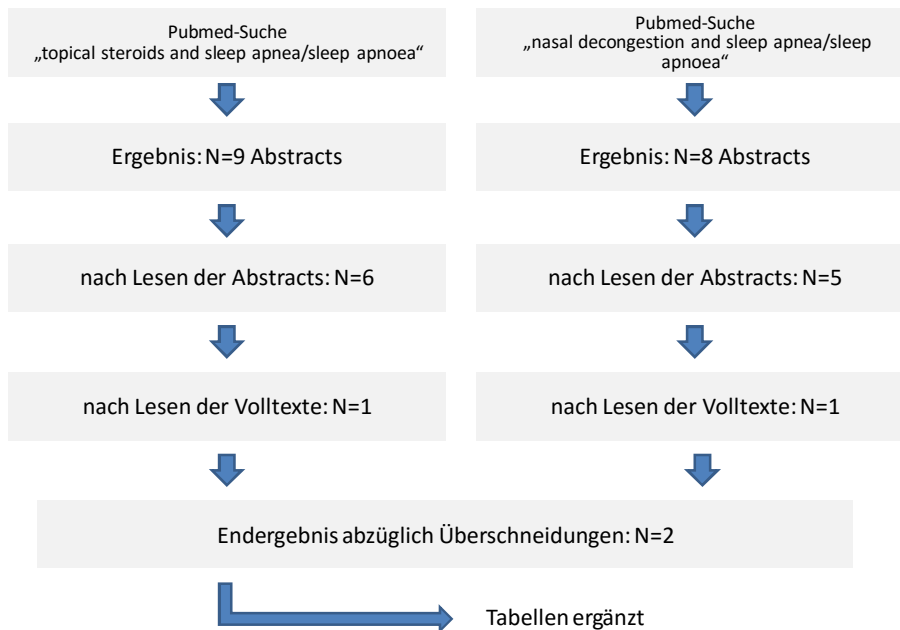 Pubmed-Suche
„topical steroids and sleep apnea/sleep apnoea“
Ergebnis: N=9 Abstracts
nach Lesen der Abstracts: N=6
nach Lesen der Volltexte: N=1
Pubmed-Suche
„nasal decongestion and sleep apnea/sleep
apnoea“
Ergebnis: N=8 Abstracts
nach Lesen der Abstracts: N=5
nach Lesen der Volltexte: N=1
Endergebnis abzüglich Überschneidungen: N=2
Tabellen ergänzt